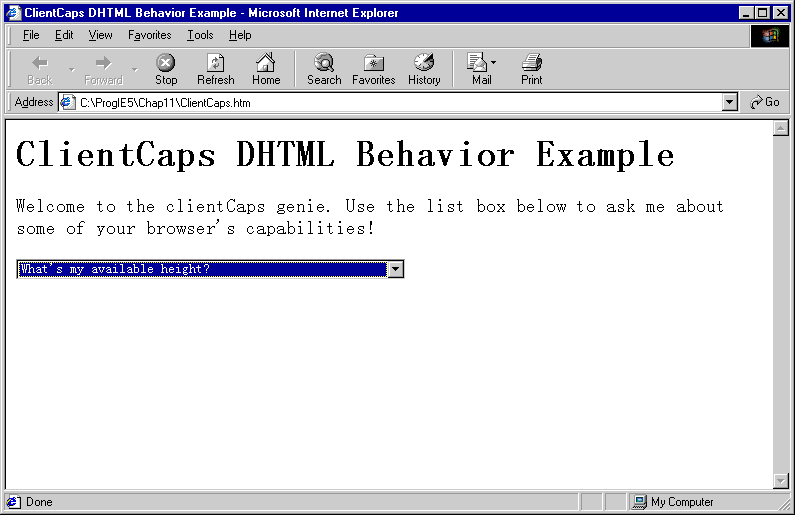 ClientCaps DHTML Behavior Example - Microsoft Internet Explorer
File Edit View Favorites Tools Help
Back Forward Stop Refresh Home Search Favorites History Mail Print
Address C:\ProgIE5\Chap11\ClientCaps.htm Go
ClientCaps DHTML Behavior Example
Welcome to the clientCaps genie. Use the list box below to ask me about
some of your browser's capabilities!
What's my available height?
Done My Computer